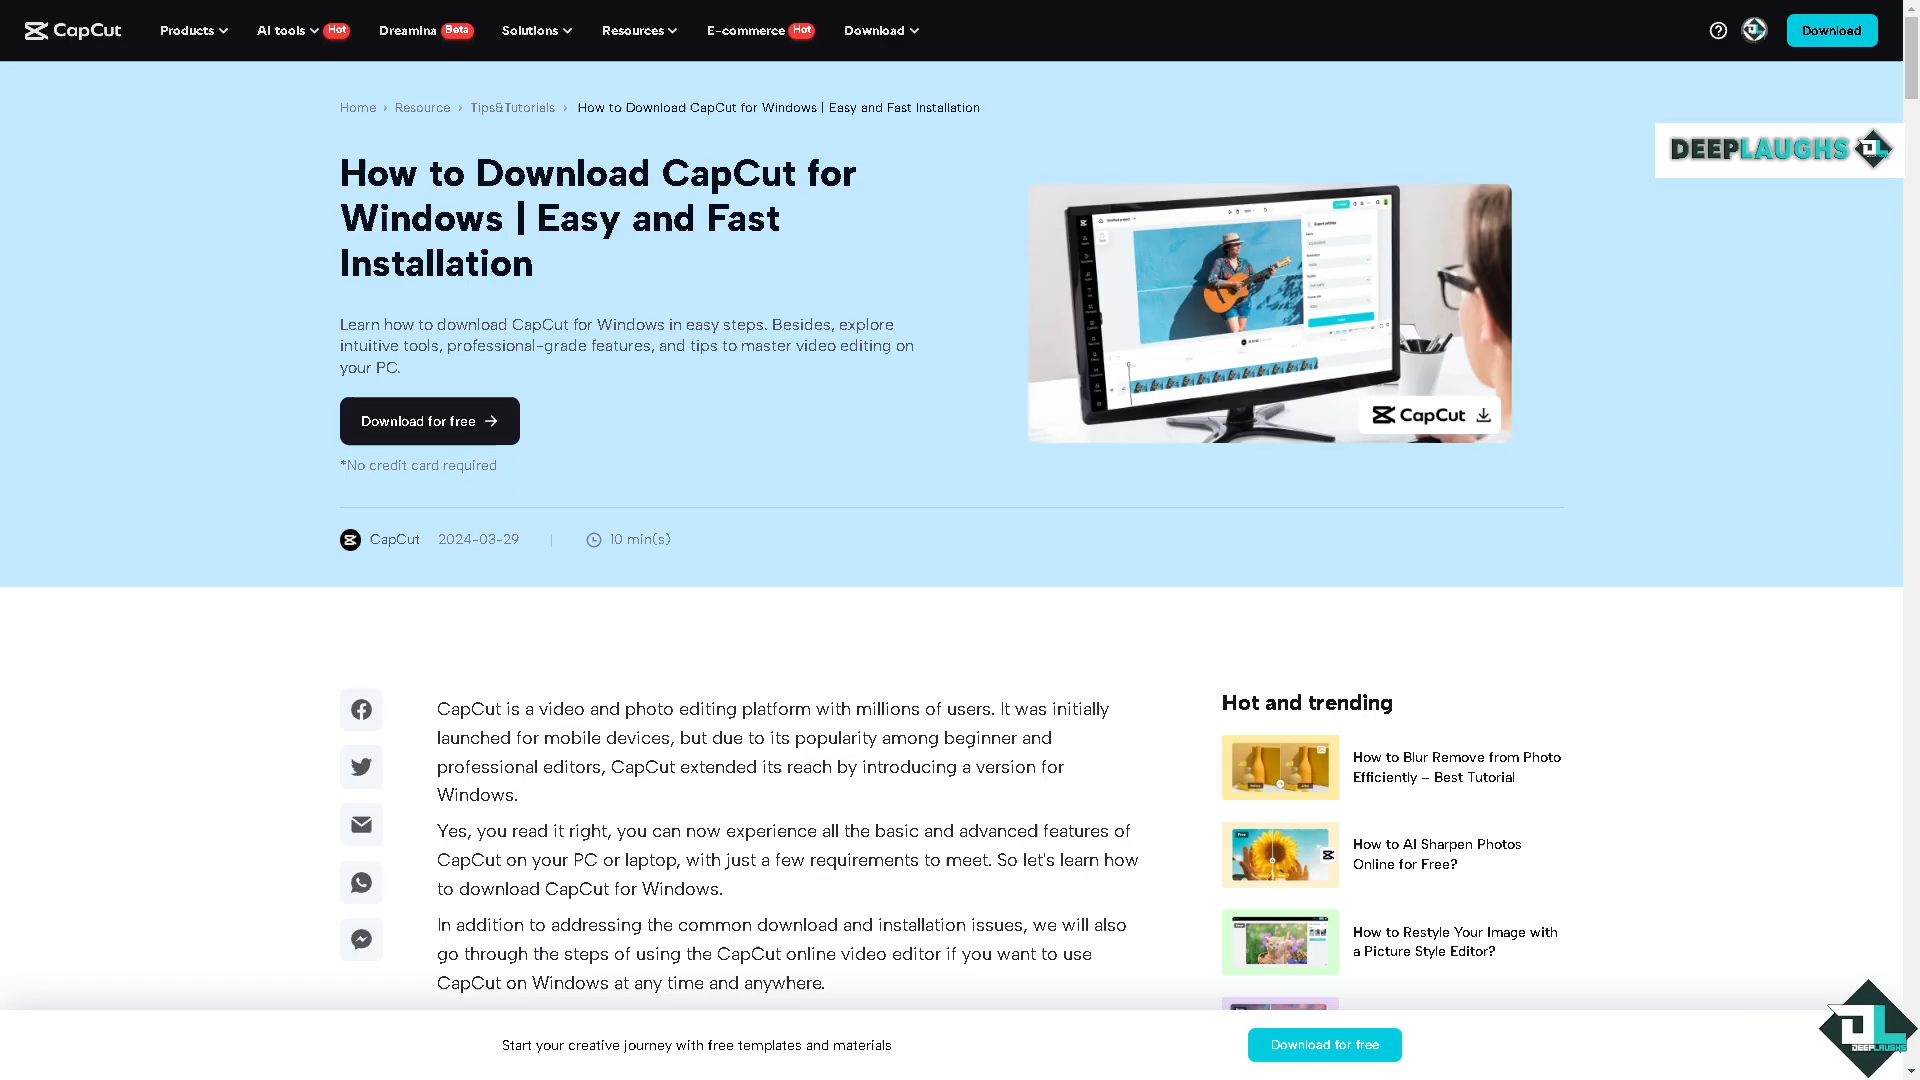 CapCut
Products
AI tools Hot
Dreamina Beta
Solutions
Resources
E-commerce Hot
Download
Download
Home > Resource > Tips&Tutorials > How to Download CapCut for Windows | Easy and Fast Installation
DEEPLAUGHS DL
How to Download CapCut for
Windows | Easy and Fast
Installation
Learn how to download CapCut for Windows in easy steps. Besides, explore
intuitive tools, professional-grade features, and tips to master video editing on
your PC.
Download for free →
*No credit card required
CapCut
CapCut 2024-03-29 | 10 min(s)
CapCut is a video and photo editing platform with millions of users. It was initially
launched for mobile devices, but due to its popularity among beginner and
professional editors, CapCut extended its reach by introducing a version for
Windows.
Yes, you read it right, you can now experience all the basic and advanced features of
CapCut on your PC or laptop, with just a few requirements to meet. So let's learn how
to download CapCut for Windows.
In addition to addressing the common download and installation issues, we will also
go through the steps of using the CapCut online video editor if you want to use
CapCut on Windows at any time and anywhere.
Hot and trending
How to Blur Remove from Photo
Efficiently – Best Tutorial
How to AI Sharpen Photos
Online for Free?
How to Restyle Your Image with
a Picture Style Editor?
Start your creative journey with free templates and materials
Download for free
DL
DEEPLAUGHS